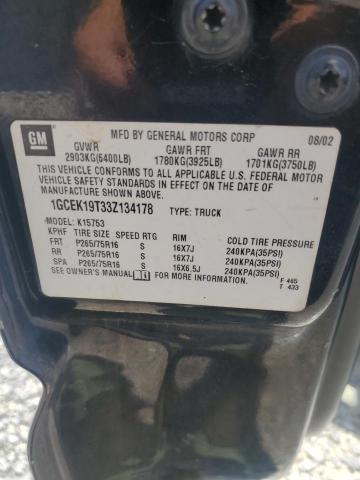 GM
MFD BY GENERAL MOTORS CORP 08/02
GVWR GAWR FRT GAWR RR
2903KG(6400LB) 1780KG(3925LB) 1701KG(3750LB)
THIS VEHICLE CONFORMS TO ALL APPLICABLE U.S. FEDERAL MOTOR
VEHICLE SAFETY STANDARDS IN EFFECT ON THE DATE OF
MANUFACTURE SHOWN ABOVE.
1GCEK19T33Z134178 TYPE: TRUCK
MODEL: K15753
KPHF TIRE SIZE SPEED RTG RIM COLD TIRE PRESSURE
FRT P265/75R16 S 16X7J 240KPA(35PSI)
RR P265/75R16 S 16X7J 240KPA(35PSI)
SPA P265/75R16 S 16X6.5J 240KPA(35PSI)
SEE OWNER'S MANUAL FOR MORE INFORMATION. F 465
T 433